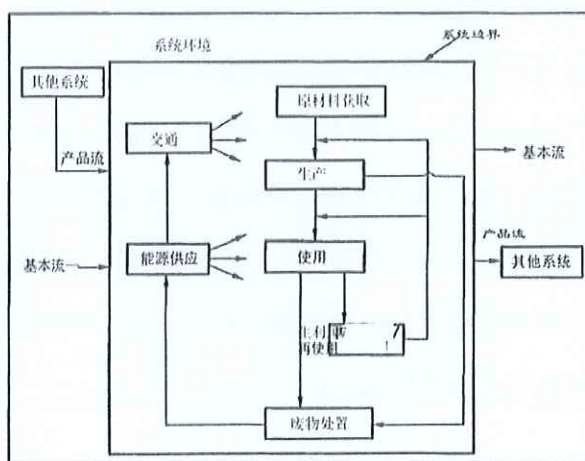 系统环境
系统边界
其他系统
原材料获取
交通
产品流
基本流
生产
产品流
基本流
能源供应
使用
其他系统
再使用
废物处置